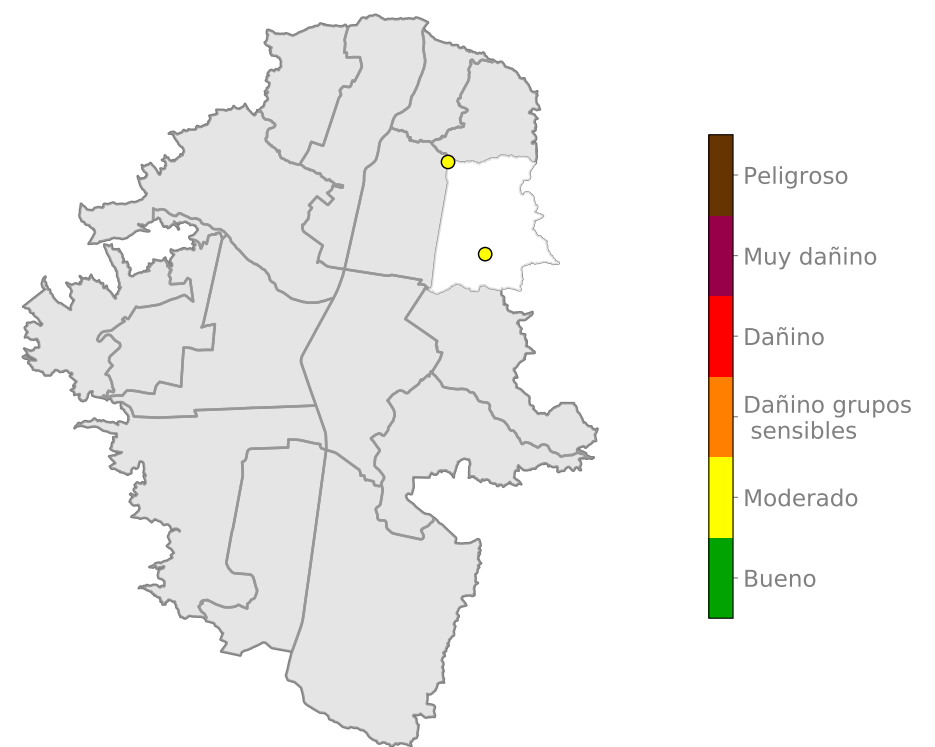 Peligroso
Muy dañino
Dañino
Dañino grupos
sensibles
Moderado
Bueno